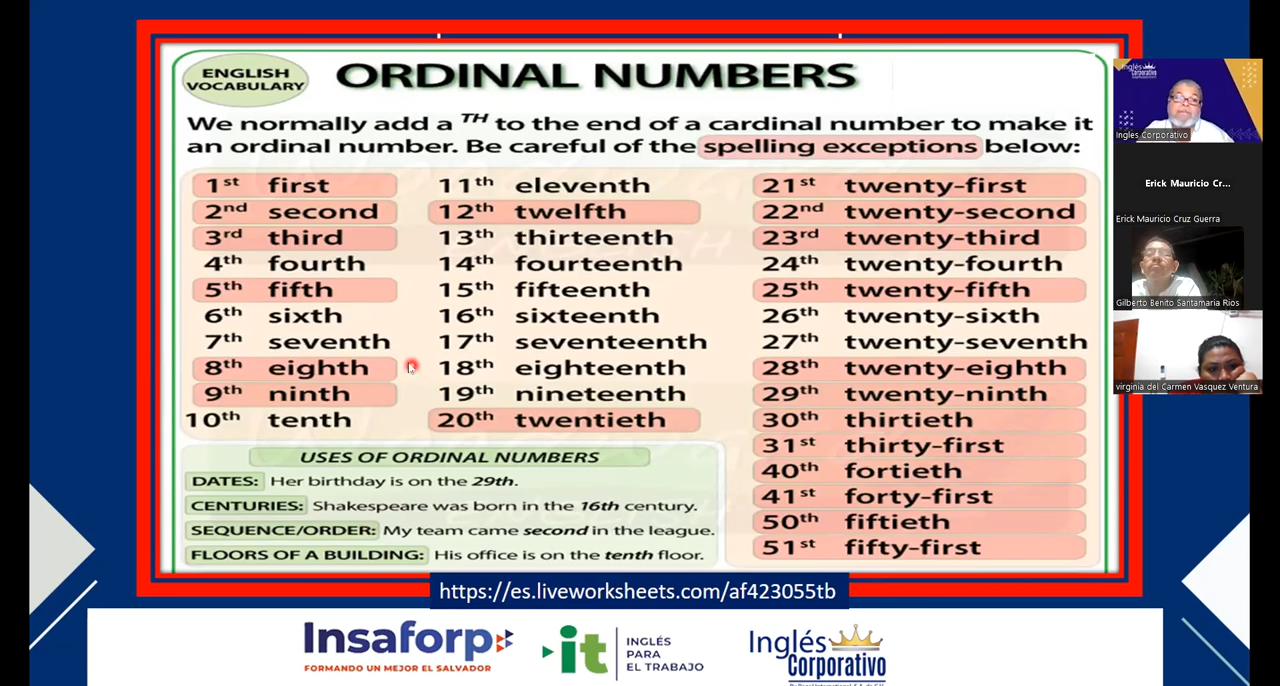 ENGLISH
VOCABULARY
ORDINAL NUMBERS
We normally add a TH to the end of a cardinal number to make it
an ordinal number. Be careful of the spelling exceptions below:
1st first
2nd second
3rd third
4th fourth
5th fifth
6th sixth
7th seventh
8th eighth
9th ninth
10th tenth
11th eleventh
12th twelfth
13th thirteenth
14th fourteenth
15th fifteenth
16th sixteenth
17th seventeenth
18th eighteenth
19th nineteenth
20th twentieth
21st twenty-first
22nd twenty-second
23rd twenty-third
24th twenty-fourth
25th twenty-fifth
26th twenty-sixth
27th twenty-seventh
28th twenty-eighth
29th twenty-ninth
30th thirtieth
31st thirty-first
40th fortieth
41st forty-first
50th fiftieth
51st fifty-first
USES OF ORDINAL NUMBERS
DATES: Her birthday is on the 29th.
CENTURIES: Shakespeare was born in the 16th century.
SEQUENCE/ORDER: My team came second in the league.
FLOORS OF A BUILDING: His office is on the tenth floor.
https://es.liveworksheets.com/af423055tb
Insaforp
FORMANDO UN MEJOR EL SALVADOR
it
INGLÉS
PARA
EL TRABAJO
Inglés
Corporativo
Inglés
Corporativo
Ingles Corporativo
Erick Mauricio Cr...
Erick Mauricio Cruz Guerra
Gilberto Benito Santamaria Rios
virginia del Carmen Vasquez Ventura